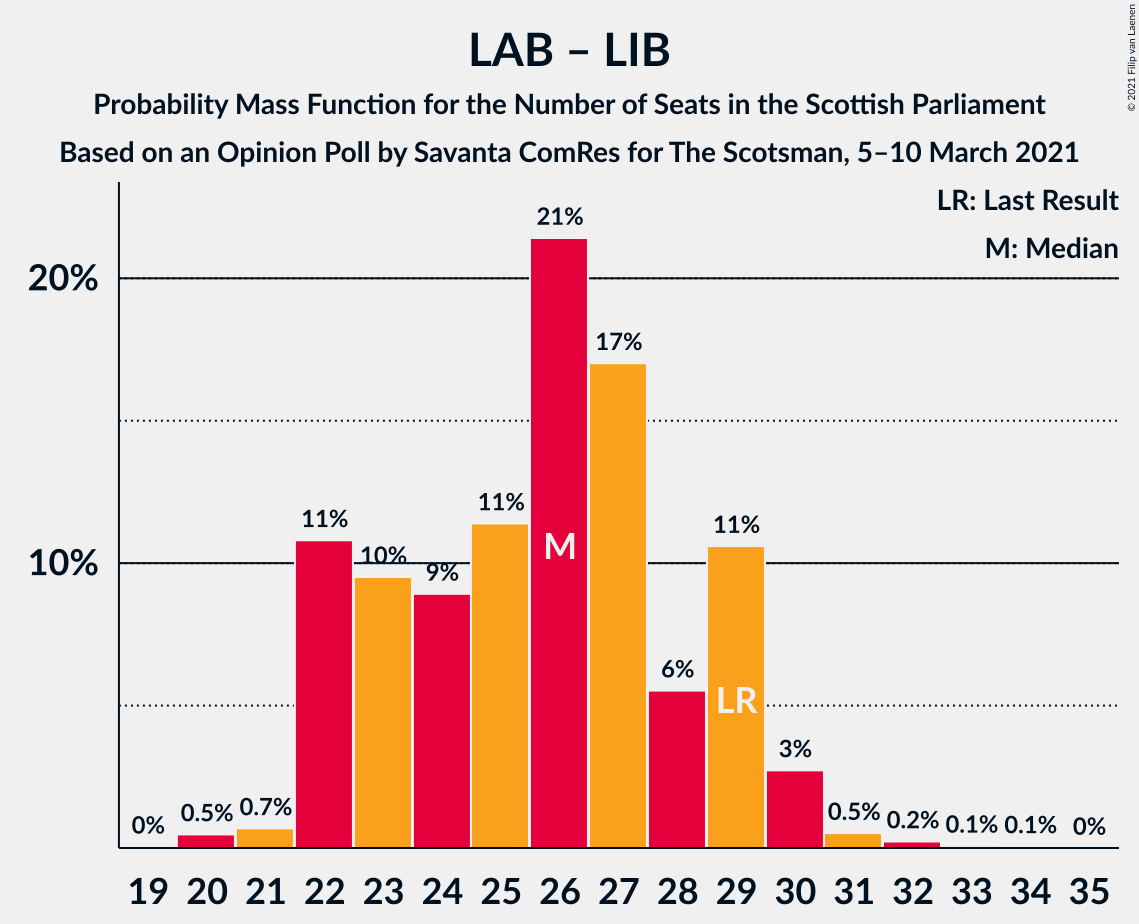 LAB – LIB
Probability Mass Function for the Number of Seats in the Scottish Parliament
Based on an Opinion Poll by Savanta ComRes for The Scotsman, 5–10 March 2021
© 2021 Filip van Laenen
LR: Last Result
M: Median
20%
10%
0%
0.5%
0.7%
11%
10%
9%
11%
21%
17%
6%
11%
3%
0.5%
0.2%
0.1%
0.1%
0%
M
LR
19 20 21 22 23 24 25 26 27 28 29 30 31 32 33 34 35